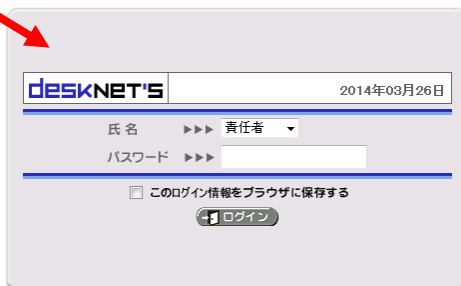 desknet's 2014年03月26日
氏名 ▶▶▶ 責任者
パスワード ▶▶▶
このログイン情報をブラウザに保存する
ログイン